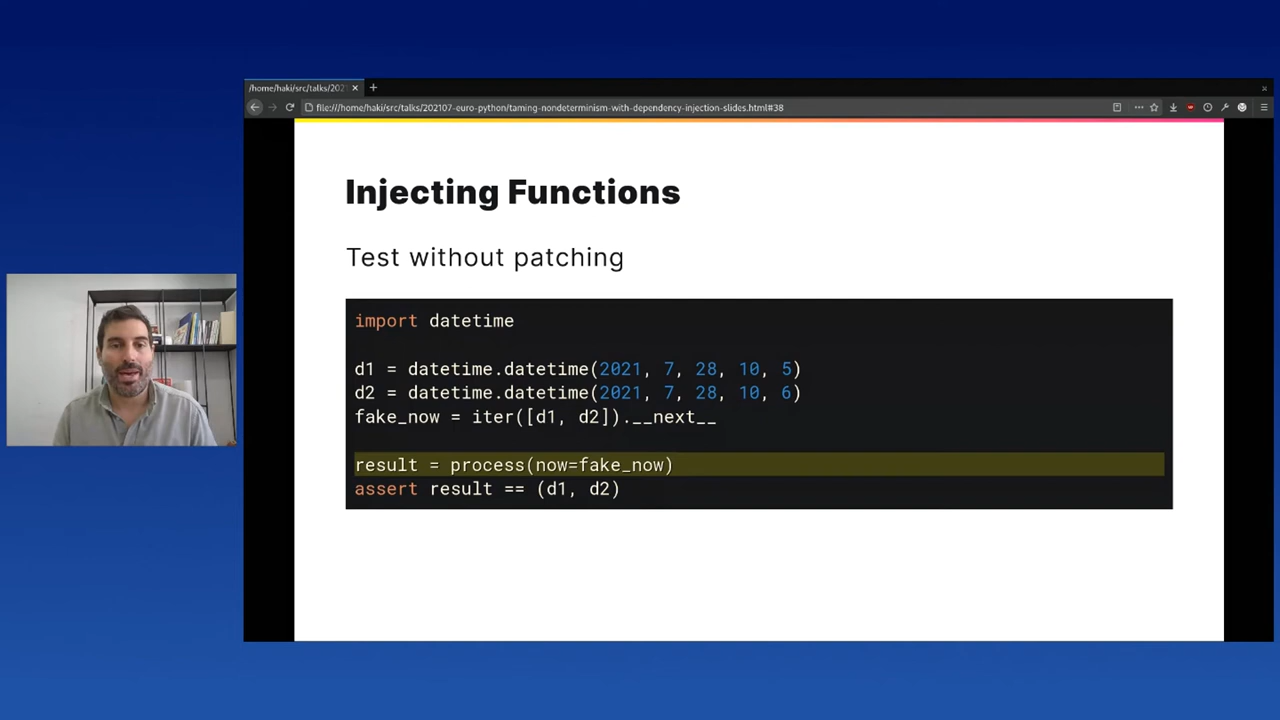 /home/haki/src/talks/202
file:///home/haki/src/talks/202107-euro-python/taming-nondeterminism-with-dependency-injection-slides.html#38
Injecting Functions
Test without patching
import datetime
d1 = datetime.datetime(2021, 7, 28, 10, 5)
d2 = datetime.datetime(2021, 7, 28, 10, 6)
fake_now = iter([d1, d2]).__next__
result = process(now=fake_now)
assert result == (d1, d2)